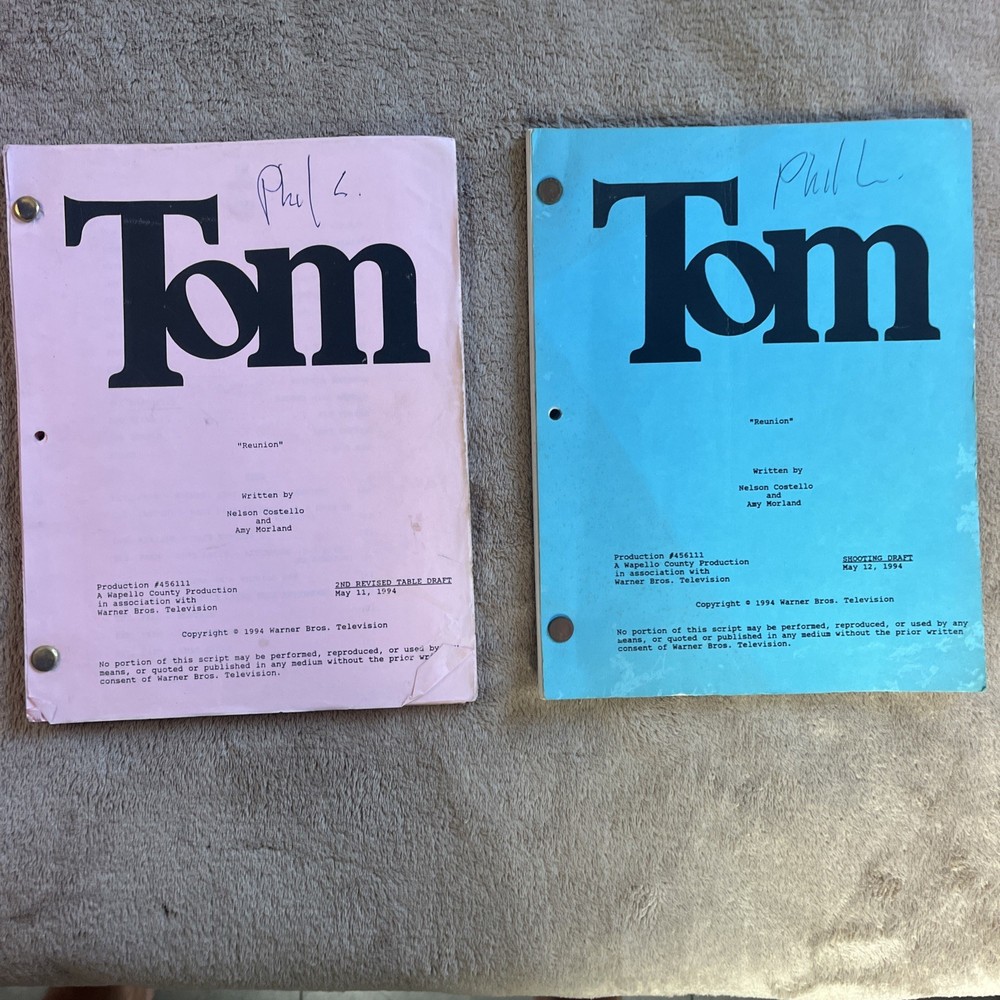 Phil L.
Tom
"Reunion"
Written by
Nelson Costello
and
Amy Morland
Production #456111
A Wapello County Production
in association with
Warner Bros. Television
2ND REVISED TABLE DRAFT
May 11, 1994
Copyright © 1994 Warner Bros. Television
No portion of this script may be performed, reproduced, or used by
means, or quoted or published in any medium without the prior
consent of Warner Bros. Television.
Phil L.
Tom
"Reunion"
Written by
Nelson Costello
and
Amy Morland
Production #456111
A Wapello County Production
in association with
Warner Bros. Television
SHOOTING DRAFT
May 12, 1994
Copyright © 1994 Warner Bros. Television
No portion of this script may be performed, reproduced, or used by any
means, or quoted or published in any medium without the prior written
consent of Warner Bros. Television.